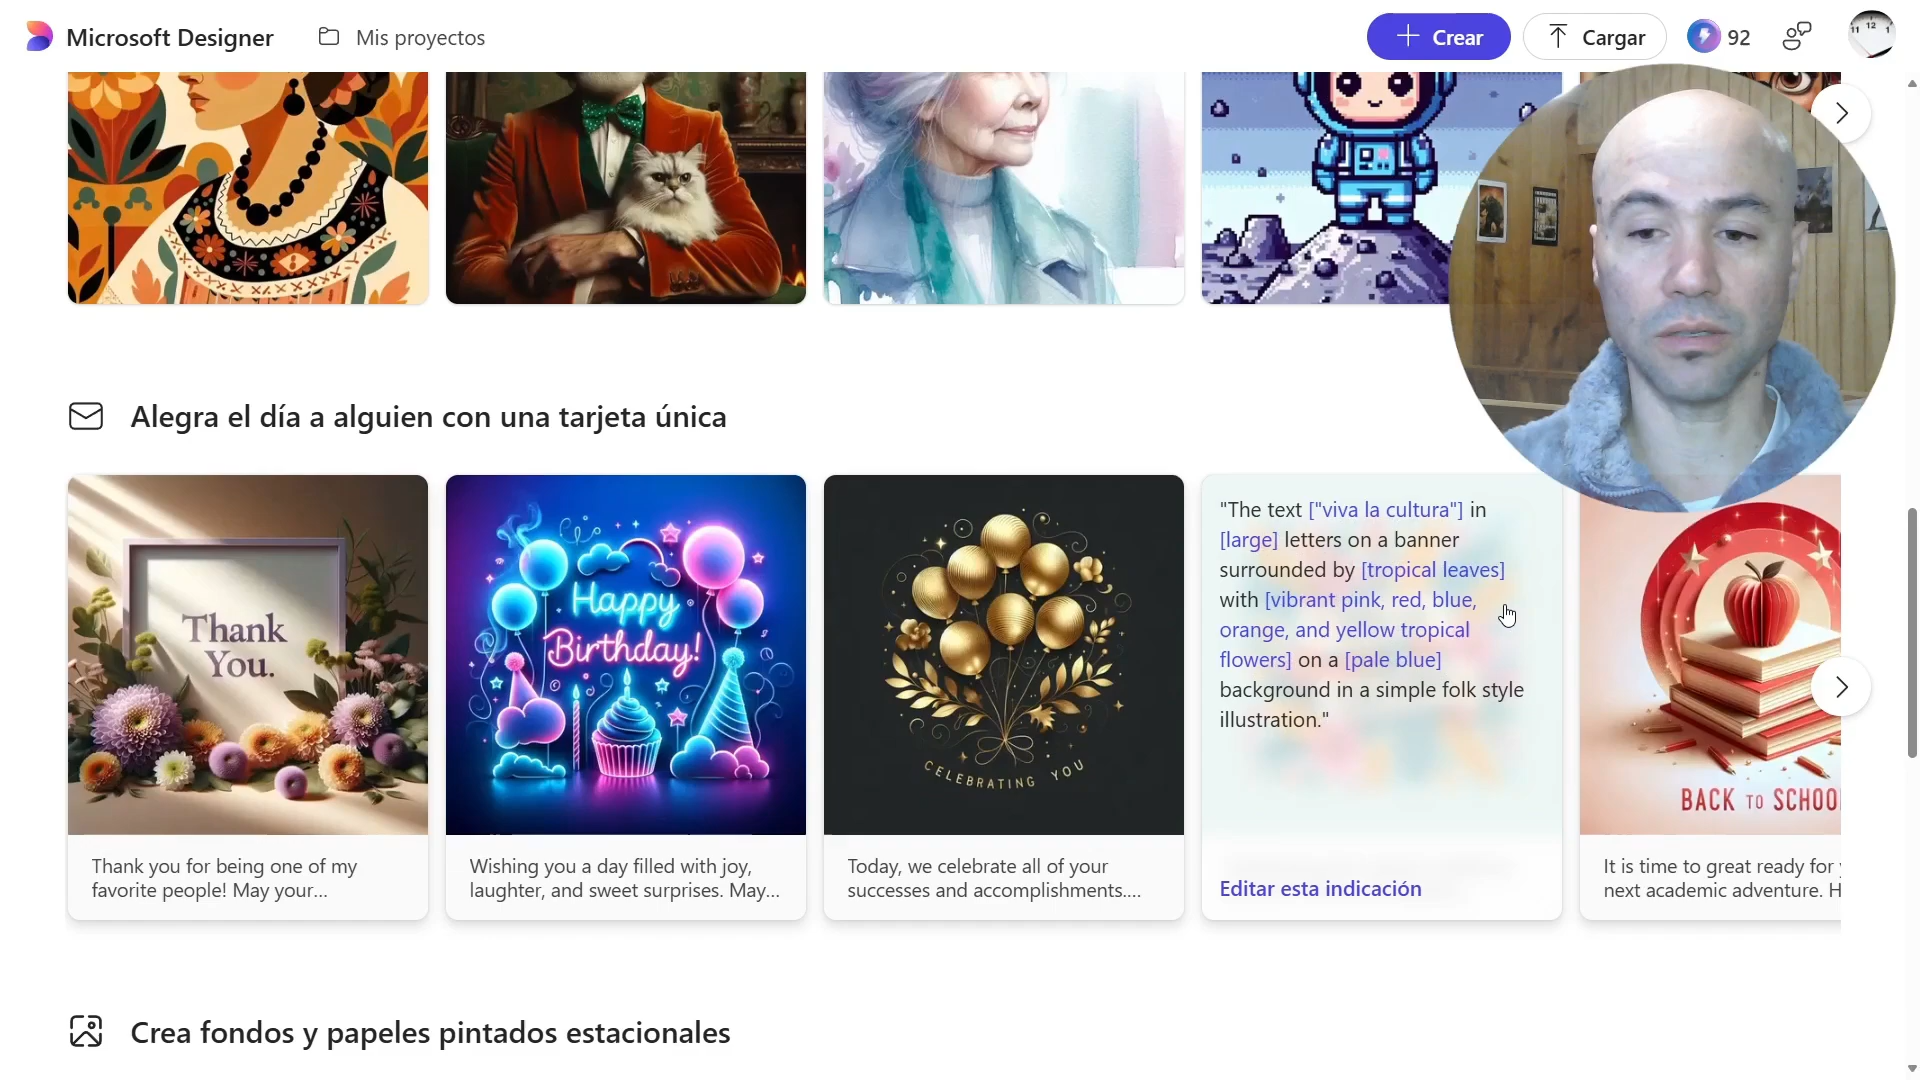 Microsoft Designer
Mis proyectos
Crear
Cargar
92
Alegra el día a alguien con una tarjeta única
Thank
You.
Happy
Birthday!
CELEBRATING YOU
"The text ["viva la cultura"] in
[large] letters on a banner
surrounded by [tropical leaves]
with [vibrant pink, red, blue,
orange, and yellow tropical
flowers] on a [pale blue]
background in a simple folk style
illustration."
BACK TO SCHOO
Thank you for being one of my
favorite people! May your...
Wishing you a day filled with joy,
laughter, and sweet surprises. May...
Today, we celebrate all of your
successes and accomplishments....
Editar esta indicación
It is time to great ready for
next academic adventure. H
Crea fondos y papeles pintados estacionales